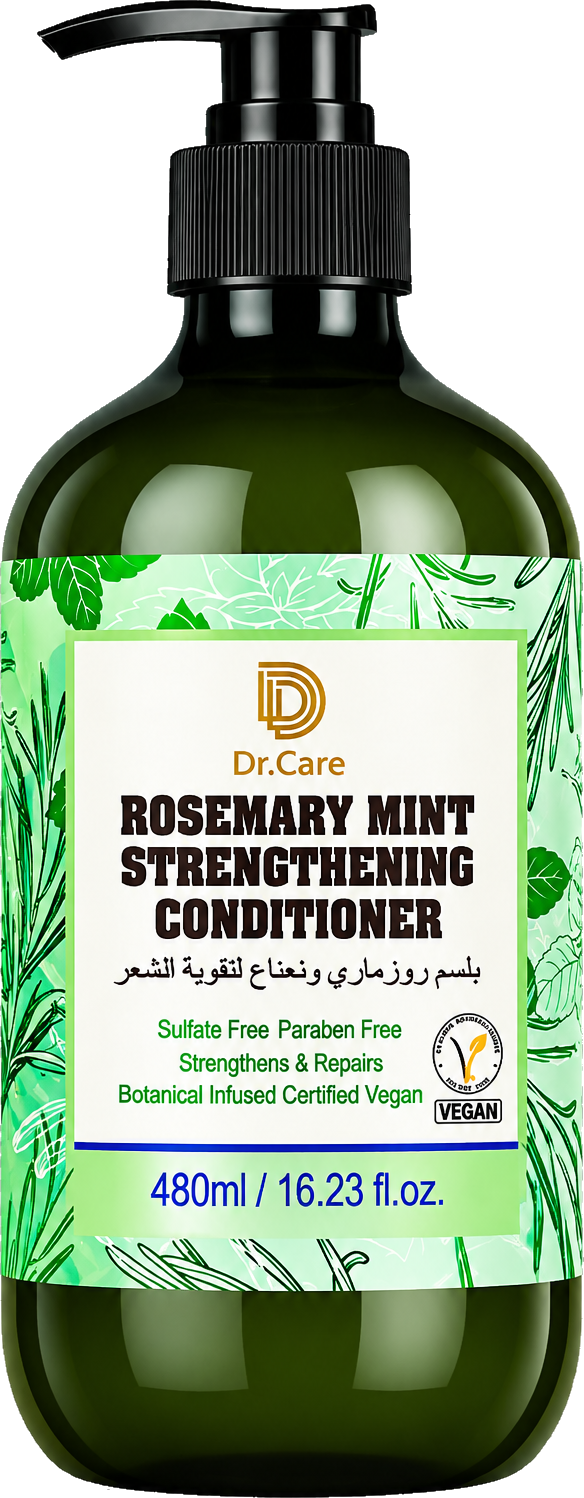 Dr.Care
ROSEMARY MINT
STRENGTHENING
CONDITIONER
بلسم روزماري ونعناع لتقوية الشعر
Sulfate Free Paraben Free
Strengthens & Repairs
Botanical Infused Certified Vegan
VEGAN
480ml / 16.23 fl.oz.